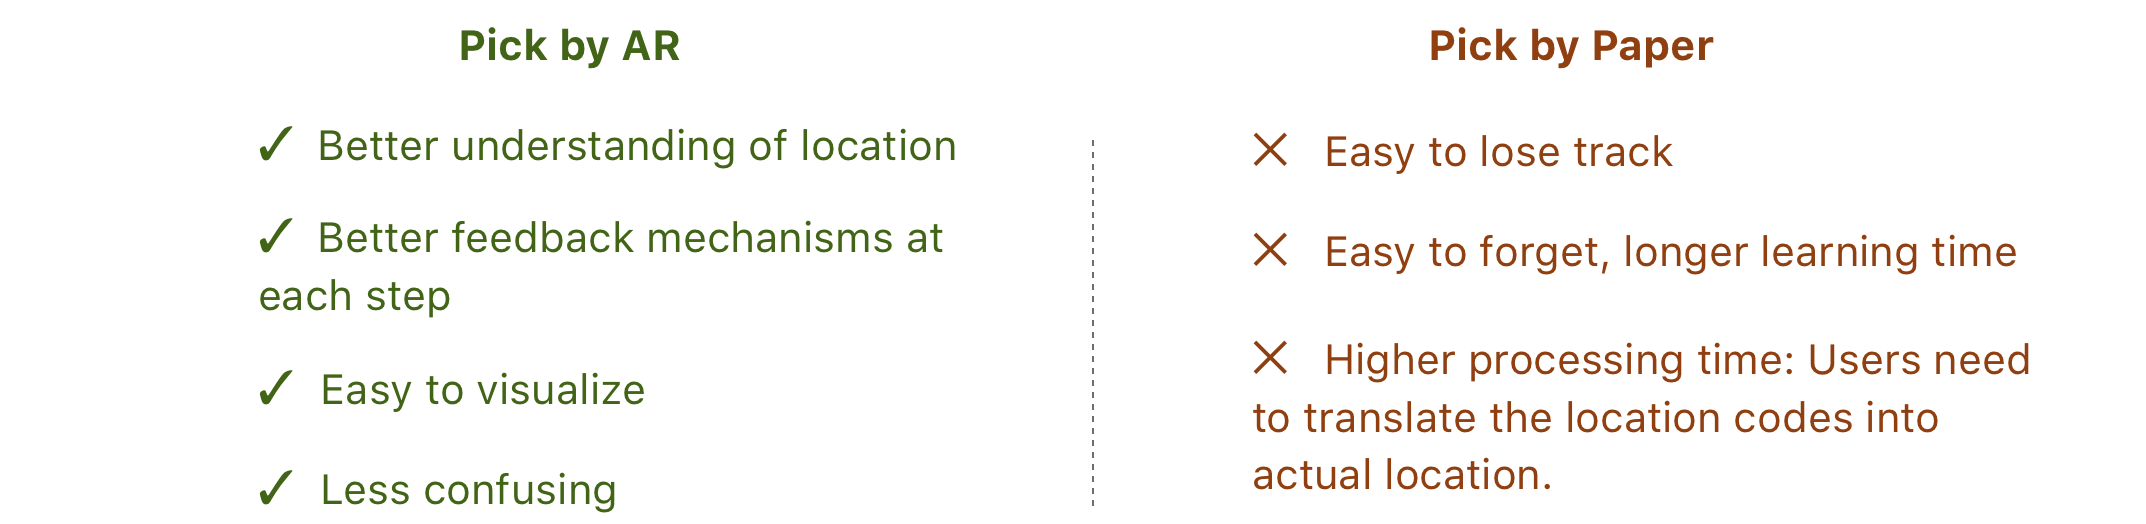 Pick by AR
✓ Better understanding of location
✓ Better feedback mechanisms at
each step
✓ Easy to visualize
✓ Less confusing
Pick by Paper
✕ Easy to lose track
✕ Easy to forget, longer learning time
✕ Higher processing time: Users need
to translate the location codes into
actual location.